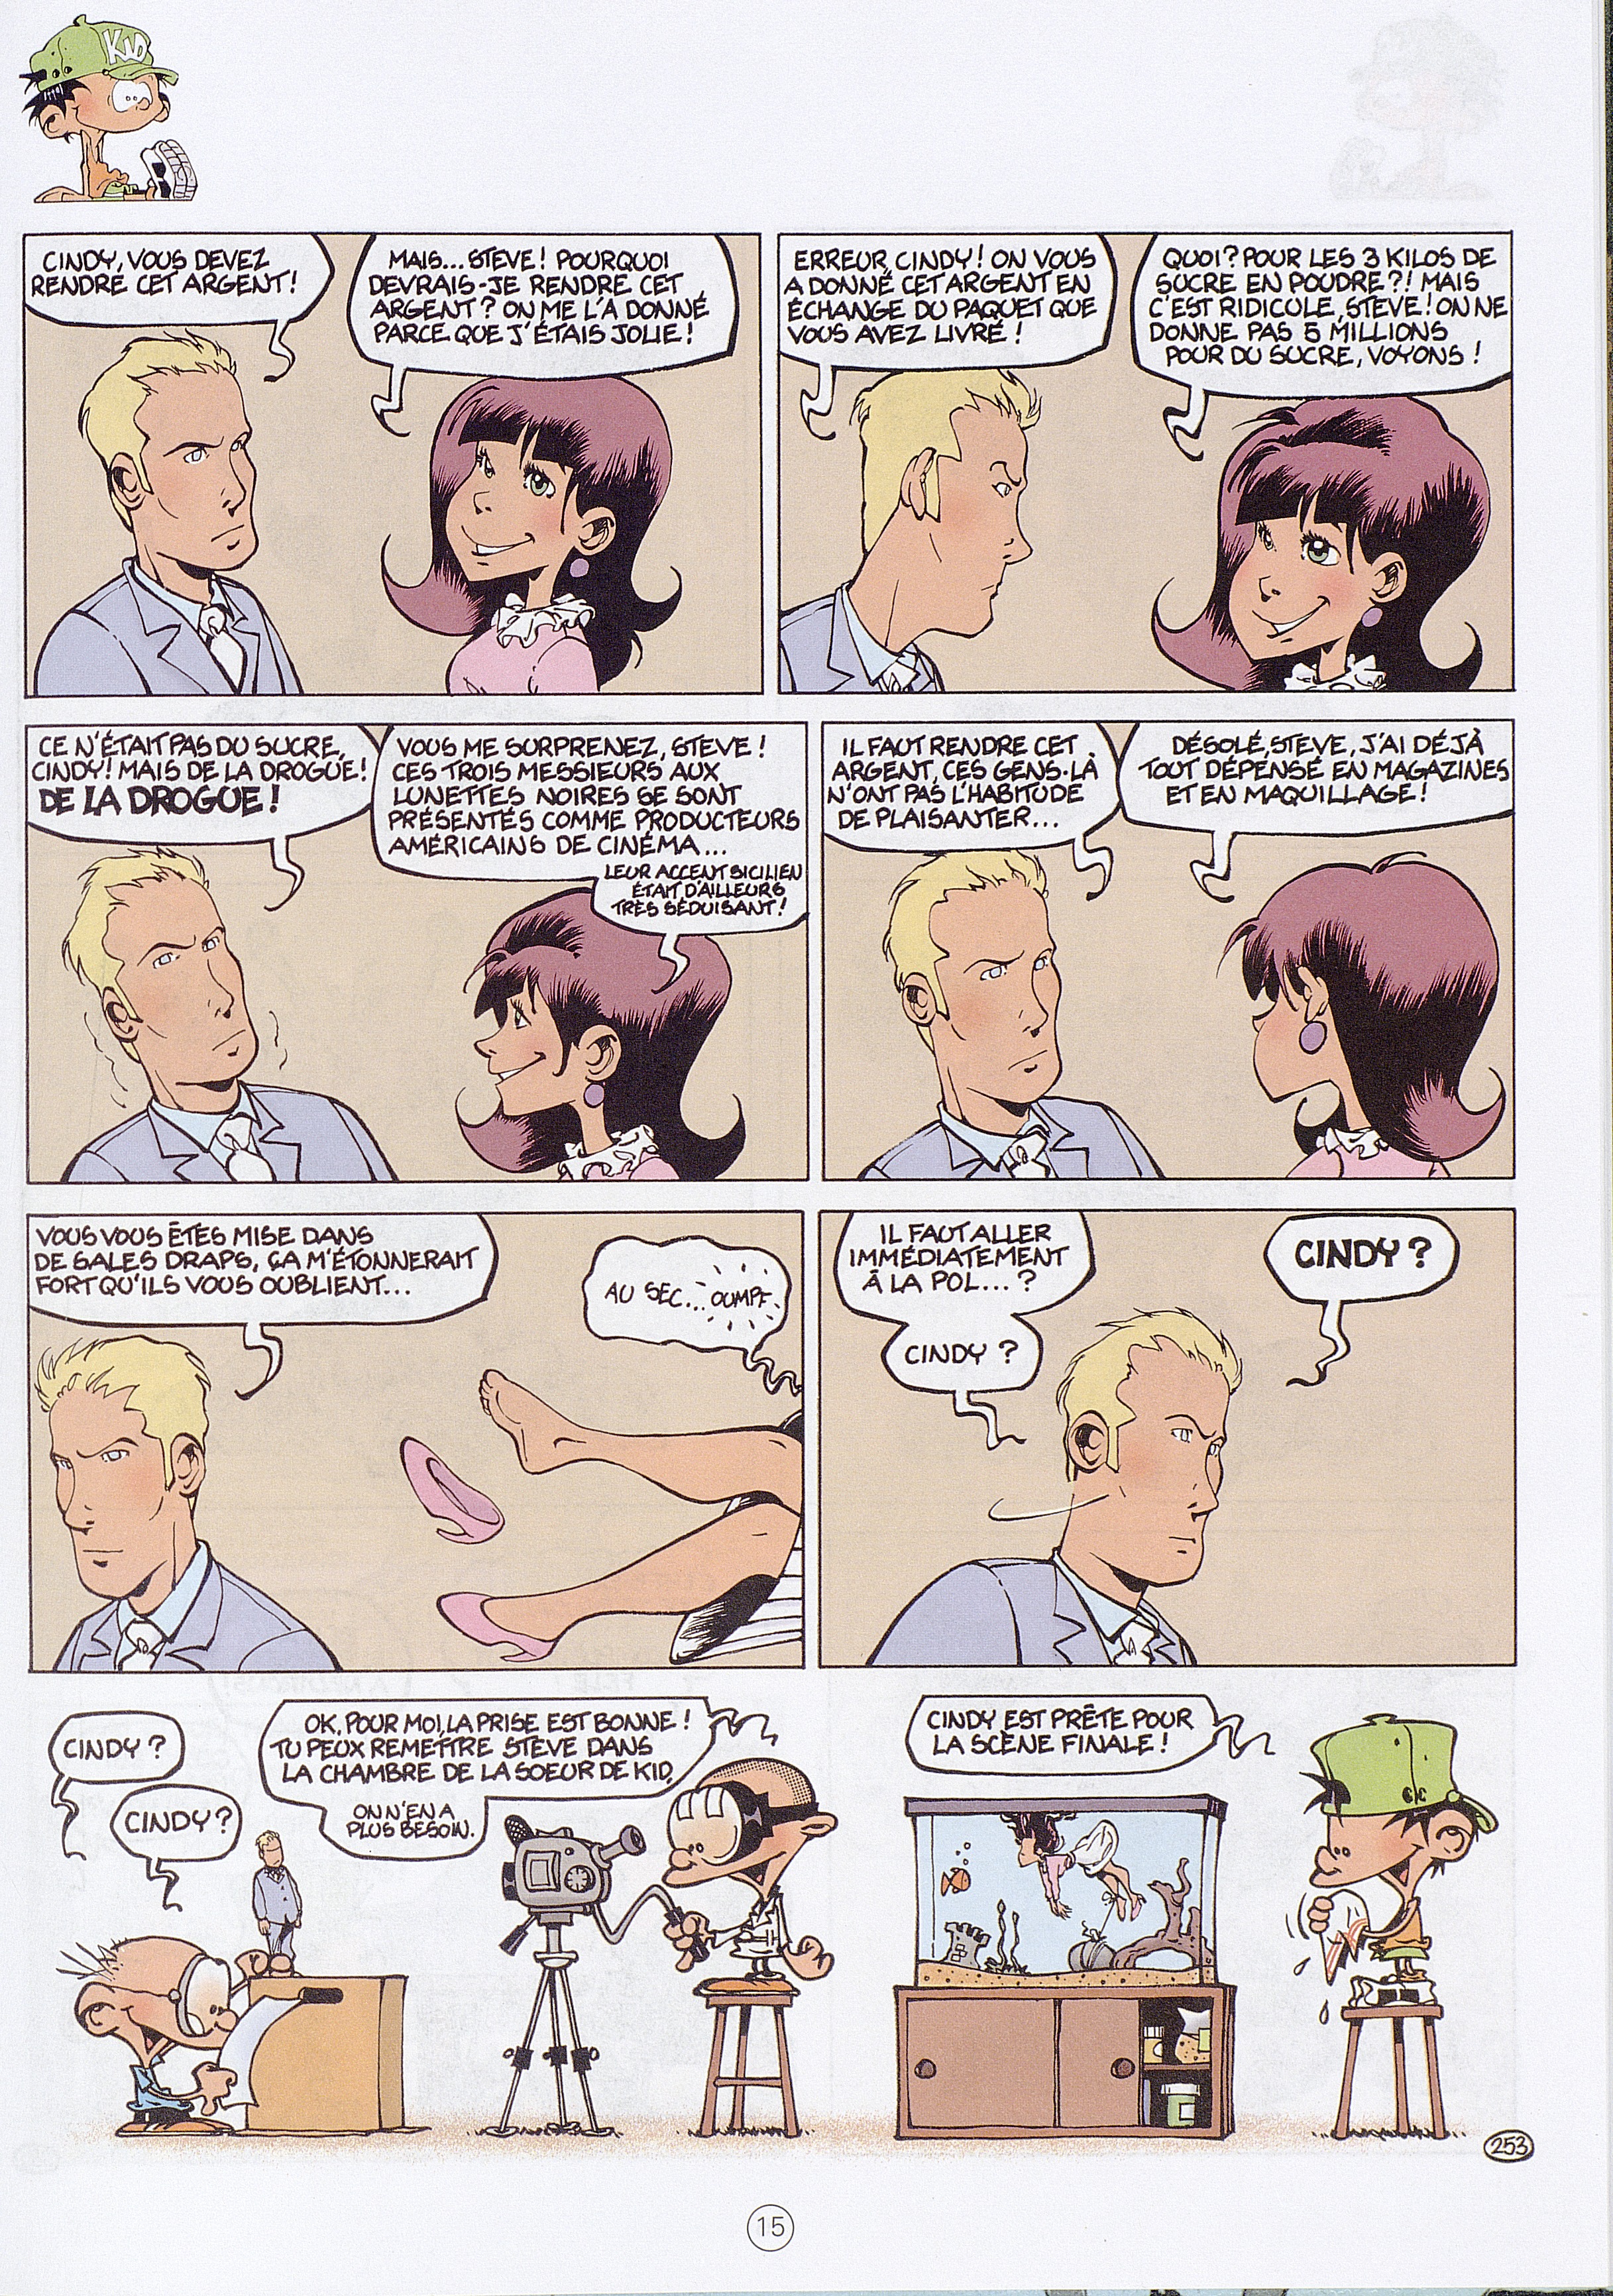 KID
CINDY, VOUS DEVEZ
RENDRE CET ARGENT!
MAIS... STEVE! POURQUOI
DEVRAIS-JE RENDRE CET
ARGENT? ON ME L'A DONNÉ
PARCE QUE J'ÉTAIS JOLIE!
ERREUR, CINDY! ON VOUS
A DONNÉ CET ARGENT EN
ÉCHANGE DU PAQUET QUE
VOUS AVEZ LIVRÉ!
QUOI? POUR LES 3 KILOS DE
SUCRE EN POUDRE?! MAIS
C'EST RIDICULE, STEVE! ON NE
DONNE PAS 5 MILLIONS
POUR DU SUCRE, VOYONS!
CE N'ÉTAIT PAS DU SUCRE,
CINDY! MAIS DE LA DROGUE!
DE LA DROGUE!
VOUS ME SURPRENEZ, STEVE!
CES TROIS MESSIEURS AUX
LUNETTES NOIRES SE SONT
PRÉSENTÉS COMME PRODUCTEURS
AMÉRICAINS DE CINÉMA...
LEUR ACCENT SICILIEN
ÉTAIT D'AILLEURS
TRÈS SÉDUISANT!
IL FAUT RENDRE CET
ARGENT, CES GENS-LÀ
N'ONT PAS L'HABITUDE
DE PLAISANTER...
DÉSOLÉ, STEVE, J'AI DÉJÀ
TOUT DÉPENSÉ EN MAGAZINES
ET EN MAQUILLAGE!
VOUS VOUS ÊTES MISE DANS
DE SALES DRAPS, ÇA M'ÉTONNERAIT
FORT QU'ILS VOUS OUBLIENT...
AU SEC... OUMPF.
IL FAUT ALLER
IMMÉDIATEMENT
À LA POL...?
CINDY?
CINDY?
CINDY?
CINDY?
OK, POUR MOI, LA PRISE EST BONNE!
TU PEUX REMETTRE STEVE DANS
LA CHAMBRE DE LA SOEUR DE KID,
ON N'EN A
PLUS BESOIN.
CINDY EST PRÊTE POUR
LA SCÈNE FINALE!
253
15